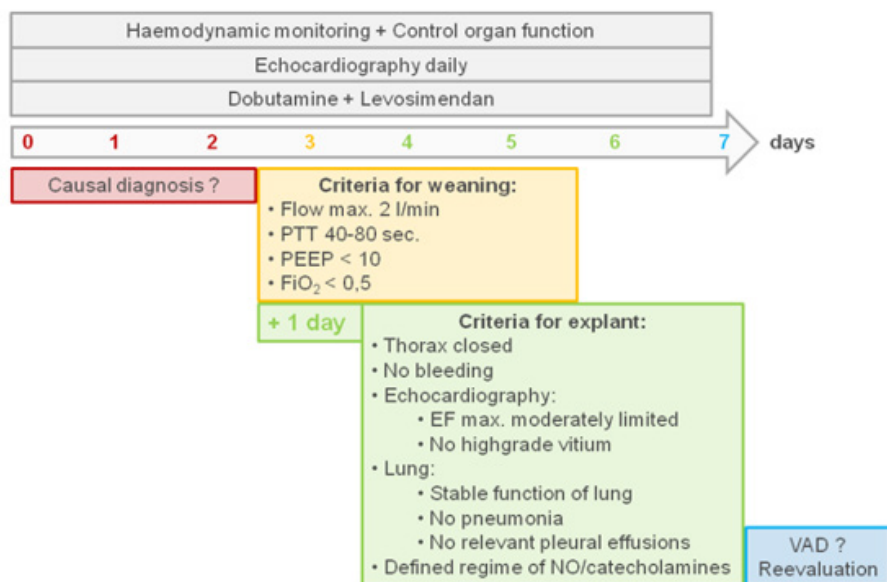 Haemodynamic monitoring + Control organ function
Echocardiography daily
Dobutamine + Levosimendan
0 1 2 3 4 5 6 7 days
Causal diagnosis ?
Criteria for weaning:
• Flow max. 2 l/min
• PTT 40-80 sec.
• PEEP < 10
• FiO₂ < 0,5
+ 1 day
Criteria for explant:
• Thorax closed
• No bleeding
• Echocardiography:
• EF max. moderately limited
• No highgrade vitium
• Lung:
• Stable function of lung
• No pneumonia
• No relevant pleural effusions
• Defined regime of NO/catecholamines
VAD ?
Reevaluation